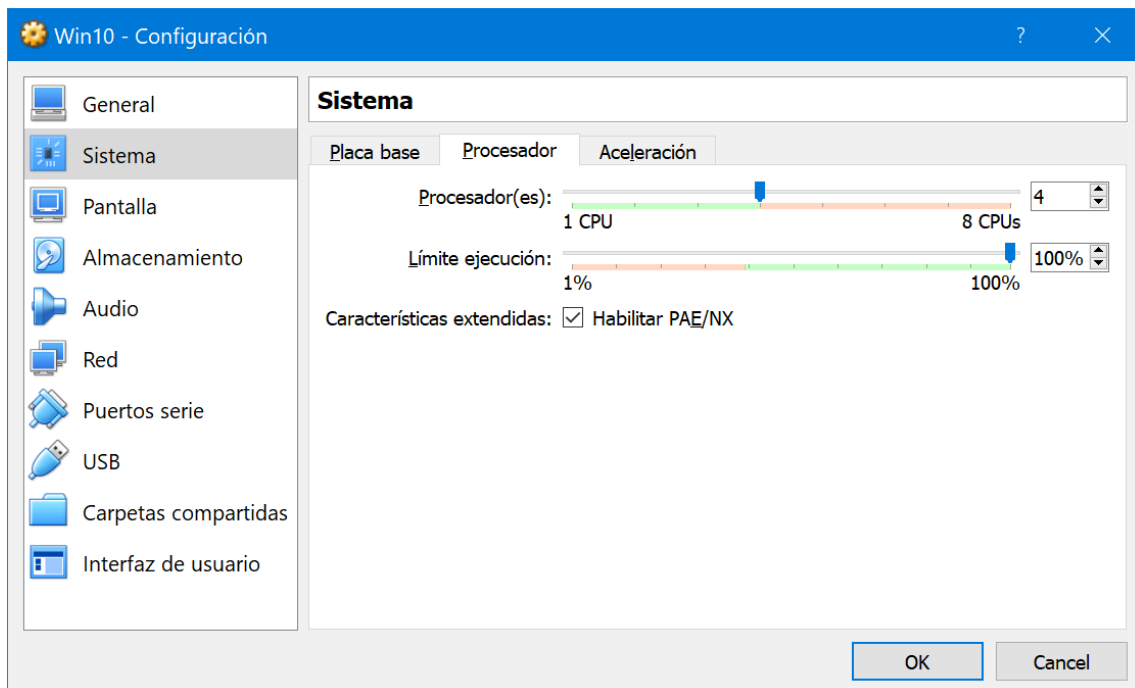 Win10 - Configuración
?
General
Sistema
Pantalla
Almacenamiento
Audio
Red
Puertos serie
USB
Carpetas compartidas
Interfaz de usuario
Sistema
Placa base Procesador Aceleración
Procesador(es): 4
1 CPU 8 CPUs
Límite ejecución: 100%
1% 100%
Características extendidas: Habilitar PAE/NX
OK Cancel